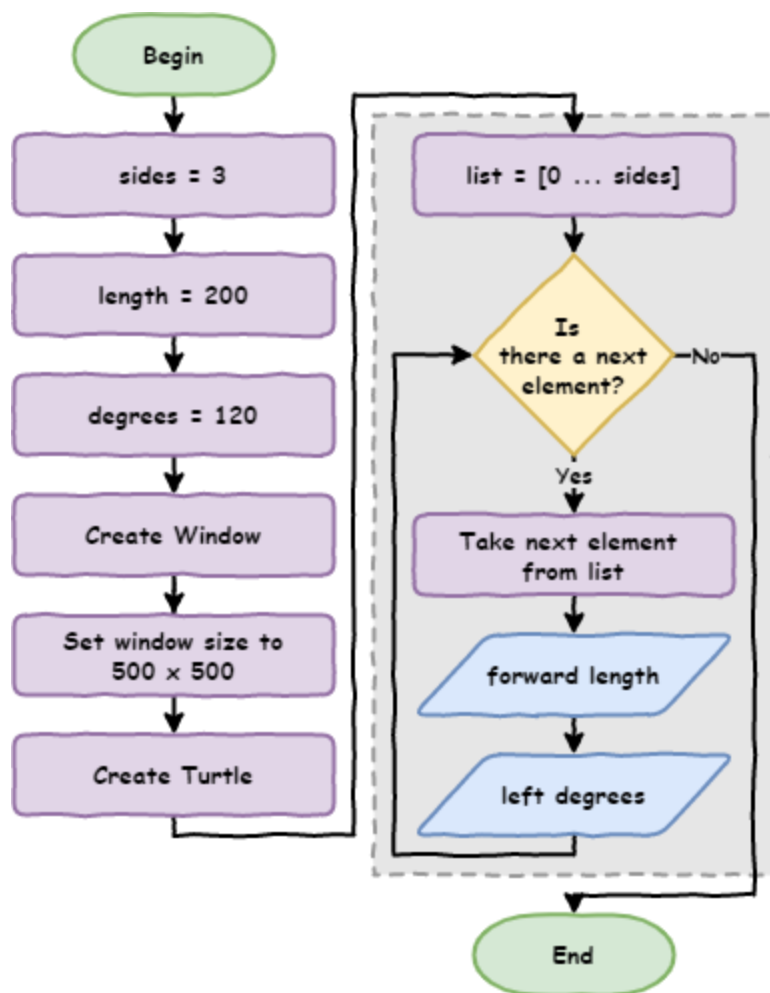 Begin
sides = 3
length = 200
degrees = 120
Create Window
Set window size to
500 x 500
Create Turtle
list = [0 ... sides]
Is
there a next
element?
No
Yes
Take next element
from list
forward length
left degrees
End